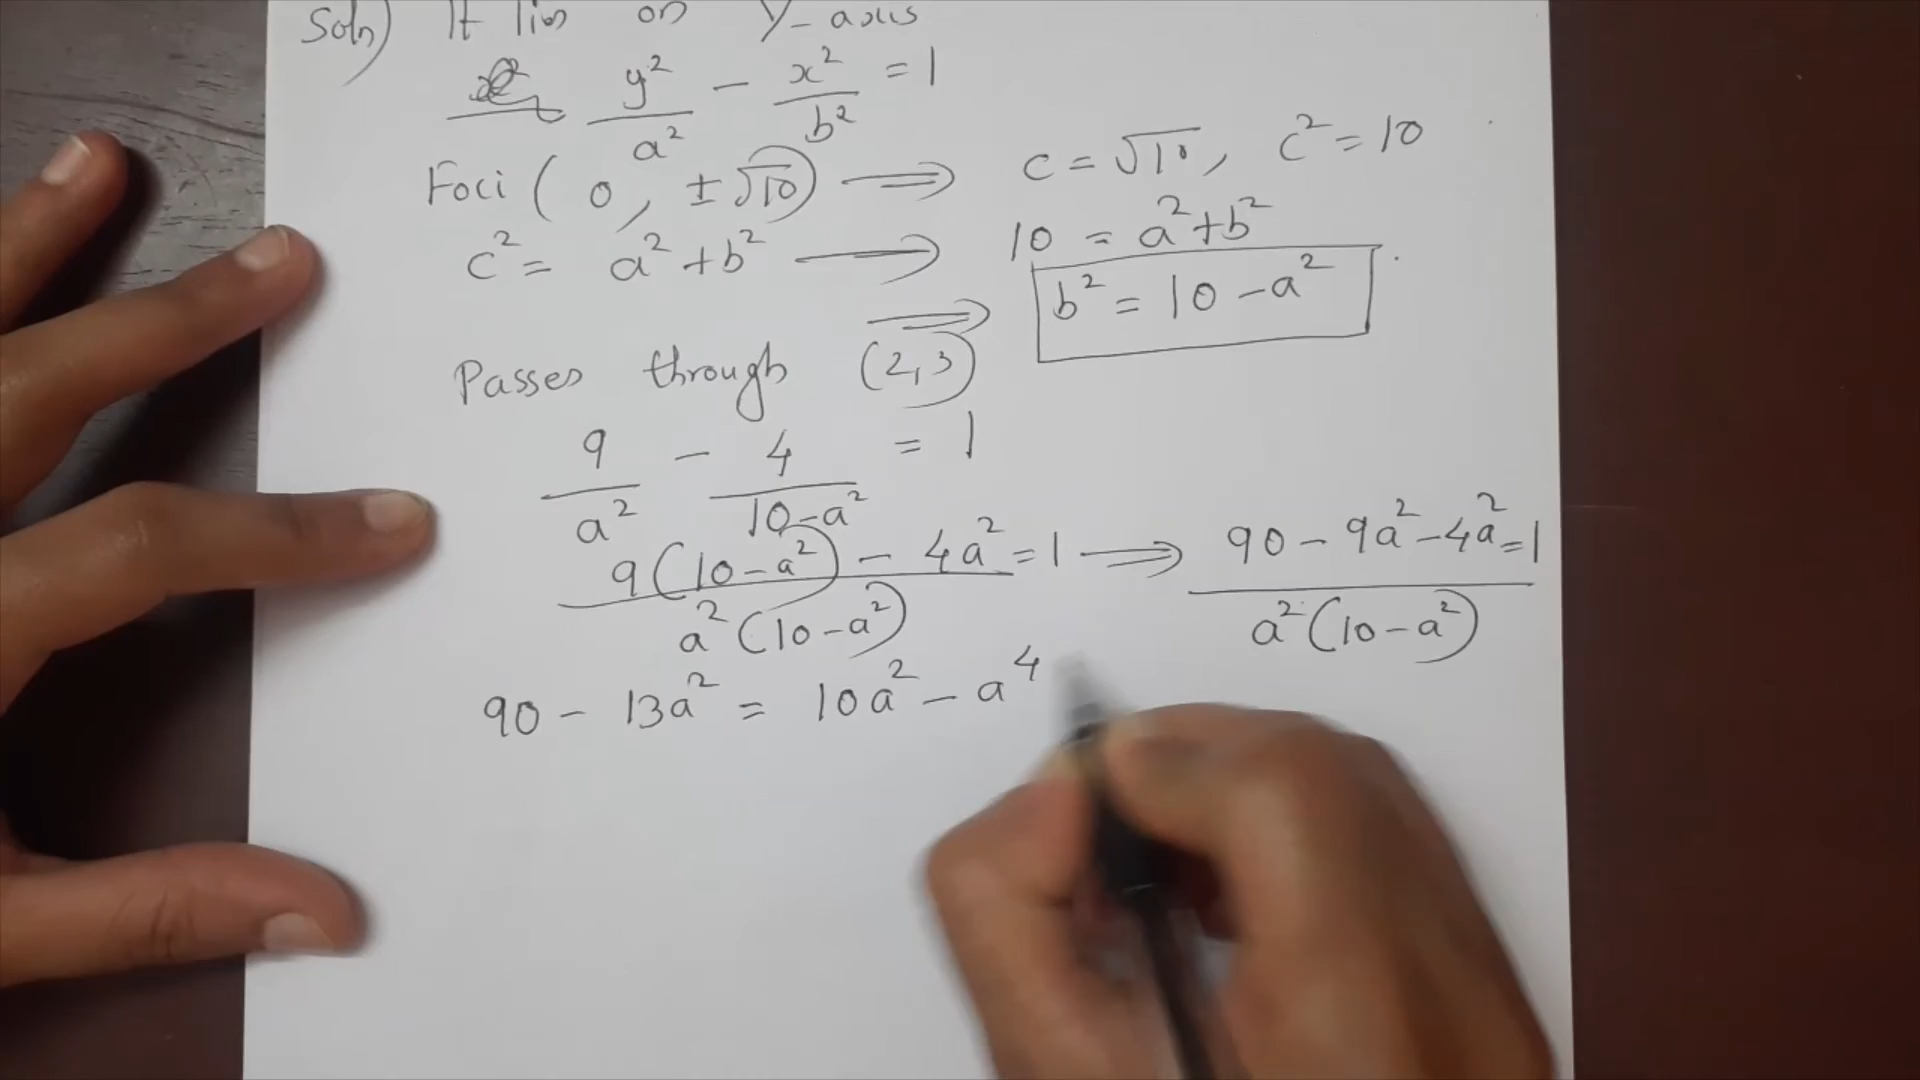 Soln) It lies on Y-axis
y²/a² - x²/b² = 1
Foci (0, ±√10) ⟹ c = √10, c² = 10
c² = a² + b² ⟶ 10 = a² + b²
⟹ b² = 10 - a²
Passes through (2,3)
9/a² - 4/10-a² = 1
9(10-a²) - 4a²/a²(10-a²) = 1 ⟹ 90 - 9a² - 4a²/a²(10-a²) = 1
90 - 13a² = 10a² - a⁴